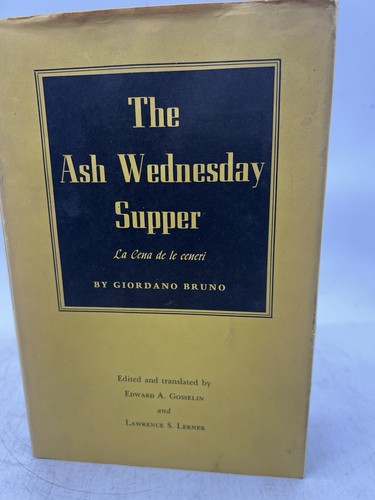 The
Ash Wednesday
Supper
La Cena de le ceneri
BY GIORDANO BRUNO
Edited and translated by
EDWARD A. GOSSELIN
and
LAWRENCE S. LERNER